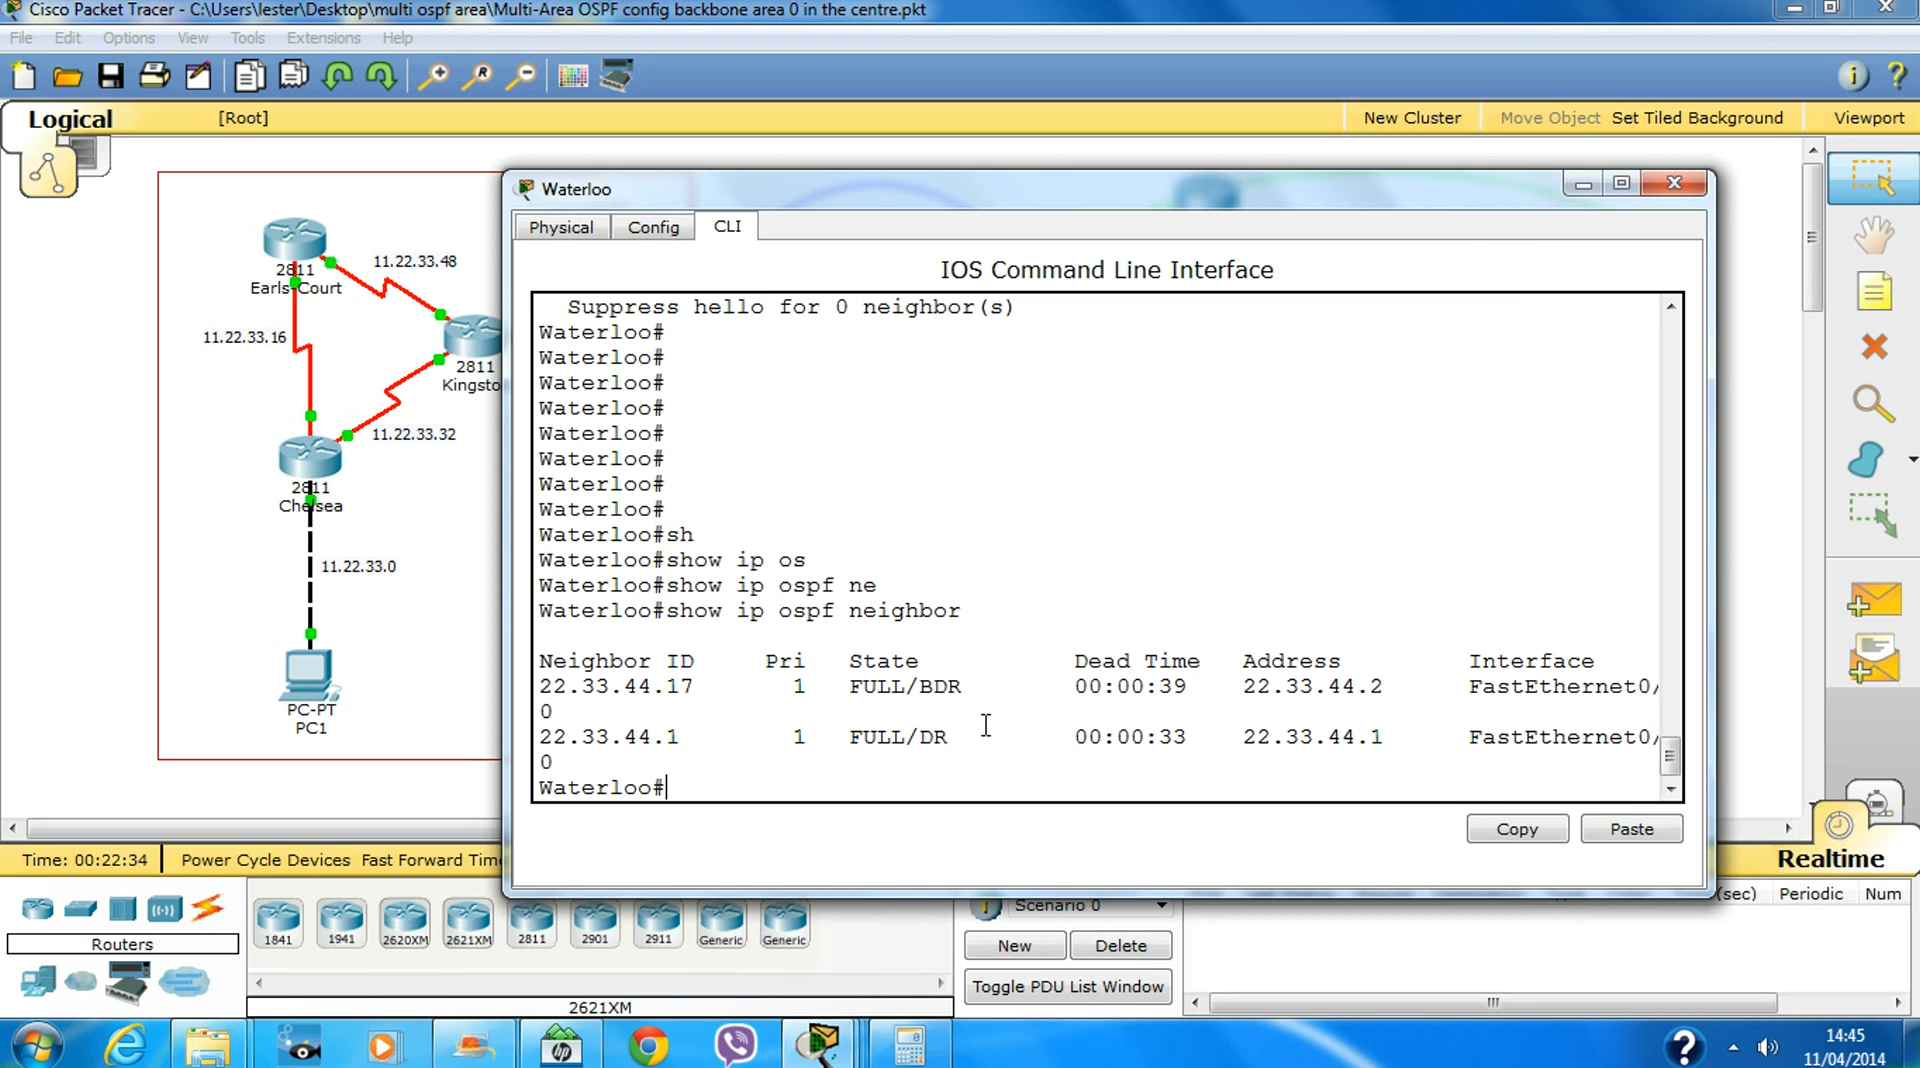 Cisco Packet Tracer - C:\Users\lester\Desktop\multi ospf area\Multi-Area OSPF config backbone area 0 in the centre.pkt
File Edit Options View Tools Extensions Help
Logical [Root] New Cluster Move Object Set Tiled Background Viewport
2811
Earls Court
11.22.33.48
11.22.33.16
2811
Kingsto
11.22.33.32
2811
Chelsea
11.22.33.0
PC-PT
PC1
Waterloo
Physical Config CLI
IOS Command Line Interface
Suppress hello for 0 neighbor(s)
Waterloo#
Waterloo#
Waterloo#
Waterloo#
Waterloo#
Waterloo#
Waterloo#
Waterloo#
Waterloo#sh
Waterloo#show ip os
Waterloo#show ip ospf ne
Waterloo#show ip ospf neighbor
Neighbor ID Pri State Dead Time Address Interface
22.33.44.17 1 FULL/BDR 00:00:39 22.33.44.2 FastEthernet0/
0
22.33.44.1 1 FULL/DR 00:00:33 22.33.44.1 FastEthernet0/
0
Waterloo#
Copy Paste
Time: 00:22:34 Power Cycle Devices Fast Forward Time
Realtime
Routers
1841 1941 2620XM 2621XM 2811 2901 2911 Generic Generic
2621XM
Scenario 0
New Delete
Toggle PDU List Window
(sec) Periodic Num
14:45
11/04/2014